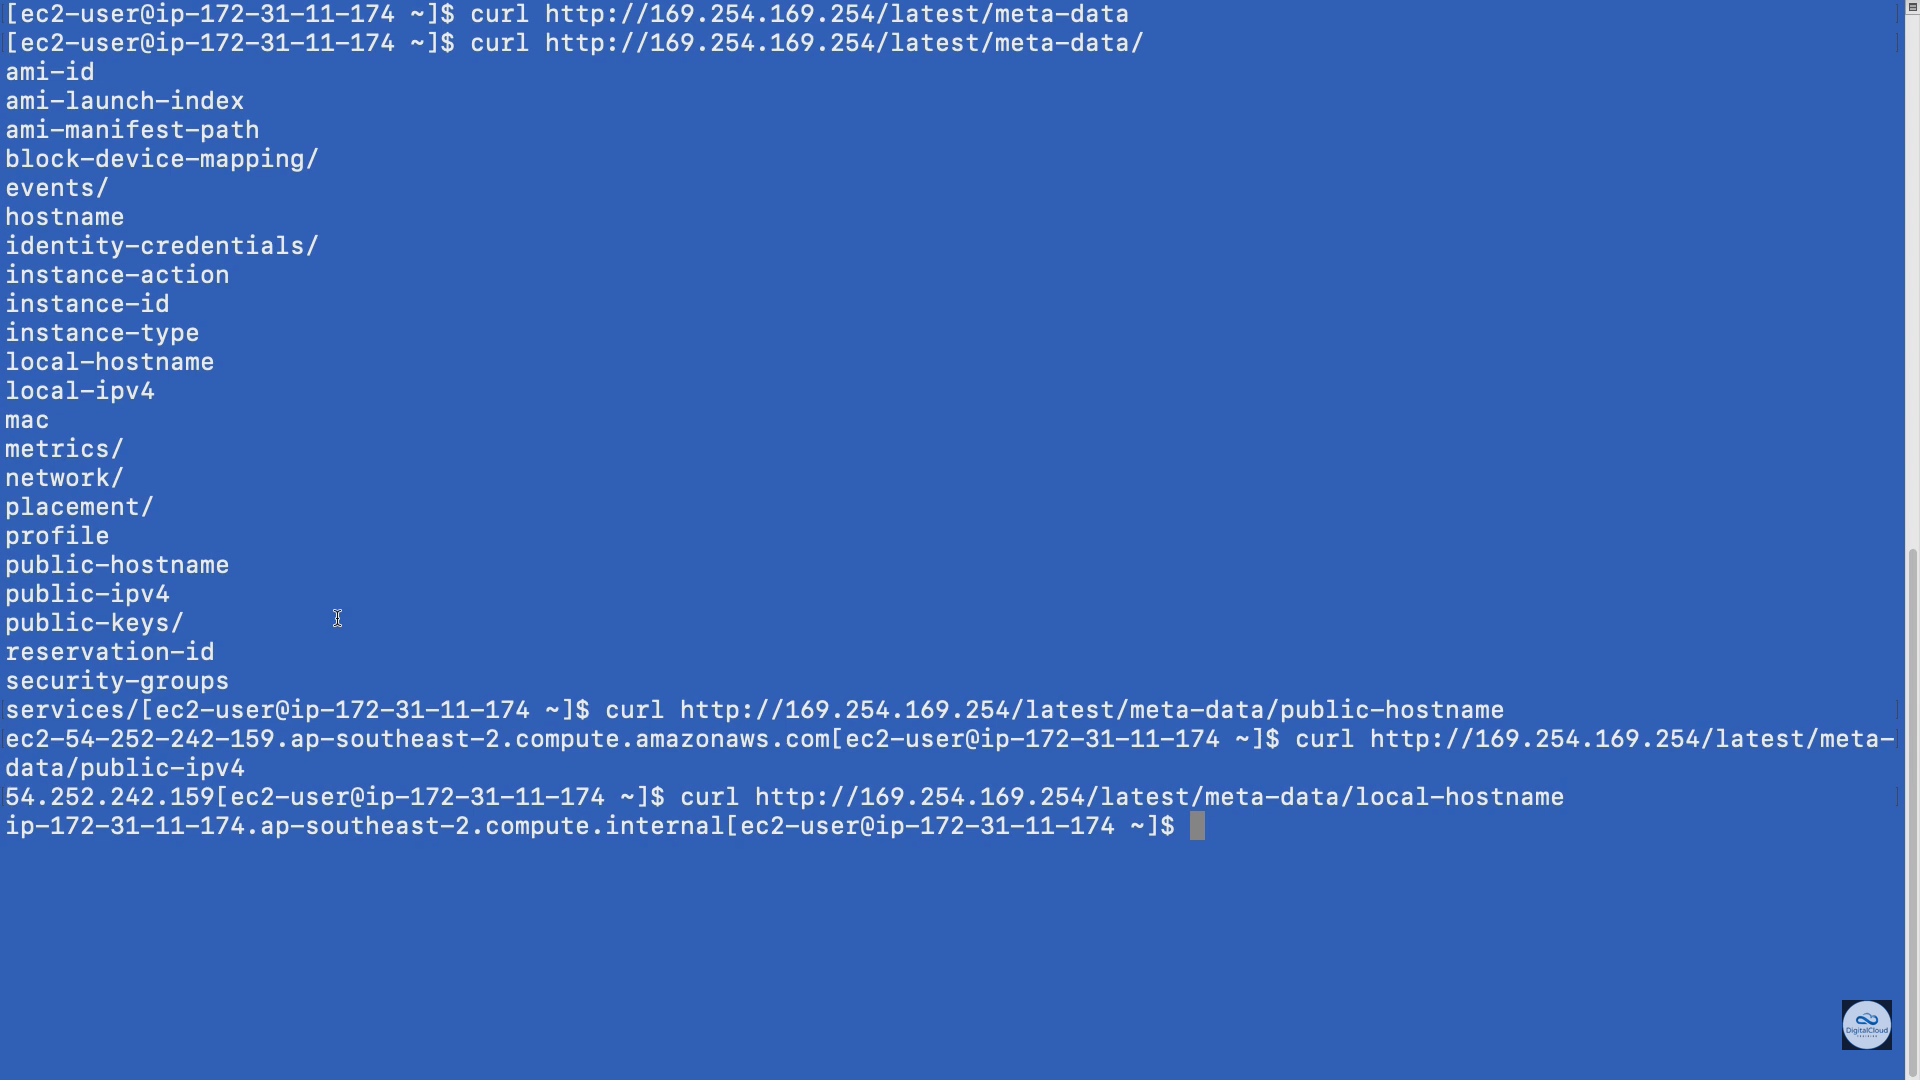 [ec2-user@ip-172-31-11-174 ~]$ curl http://169.254.169.254/latest/meta-data
[ec2-user@ip-172-31-11-174 ~]$ curl http://169.254.169.254/latest/meta-data/
ami-id
ami-launch-index
ami-manifest-path
block-device-mapping/
events/
hostname
identity-credentials/
instance-action
instance-id
instance-type
local-hostname
local-ipv4
mac
metrics/
network/
placement/
profile
public-hostname
public-ipv4
public-keys/
reservation-id
security-groups
services/[ec2-user@ip-172-31-11-174 ~]$ curl http://169.254.169.254/latest/meta-data/public-hostname
ec2-54-252-242-159.ap-southeast-2.compute.amazonaws.com[ec2-user@ip-172-31-11-174 ~]$ curl http://169.254.169.254/latest/meta-
data/public-ipv4
54.252.242.159[ec2-user@ip-172-31-11-174 ~]$ curl http://169.254.169.254/latest/meta-data/local-hostname
ip-172-31-11-174.ap-southeast-2.compute.internal[ec2-user@ip-172-31-11-174 ~]$
DigitalCloud